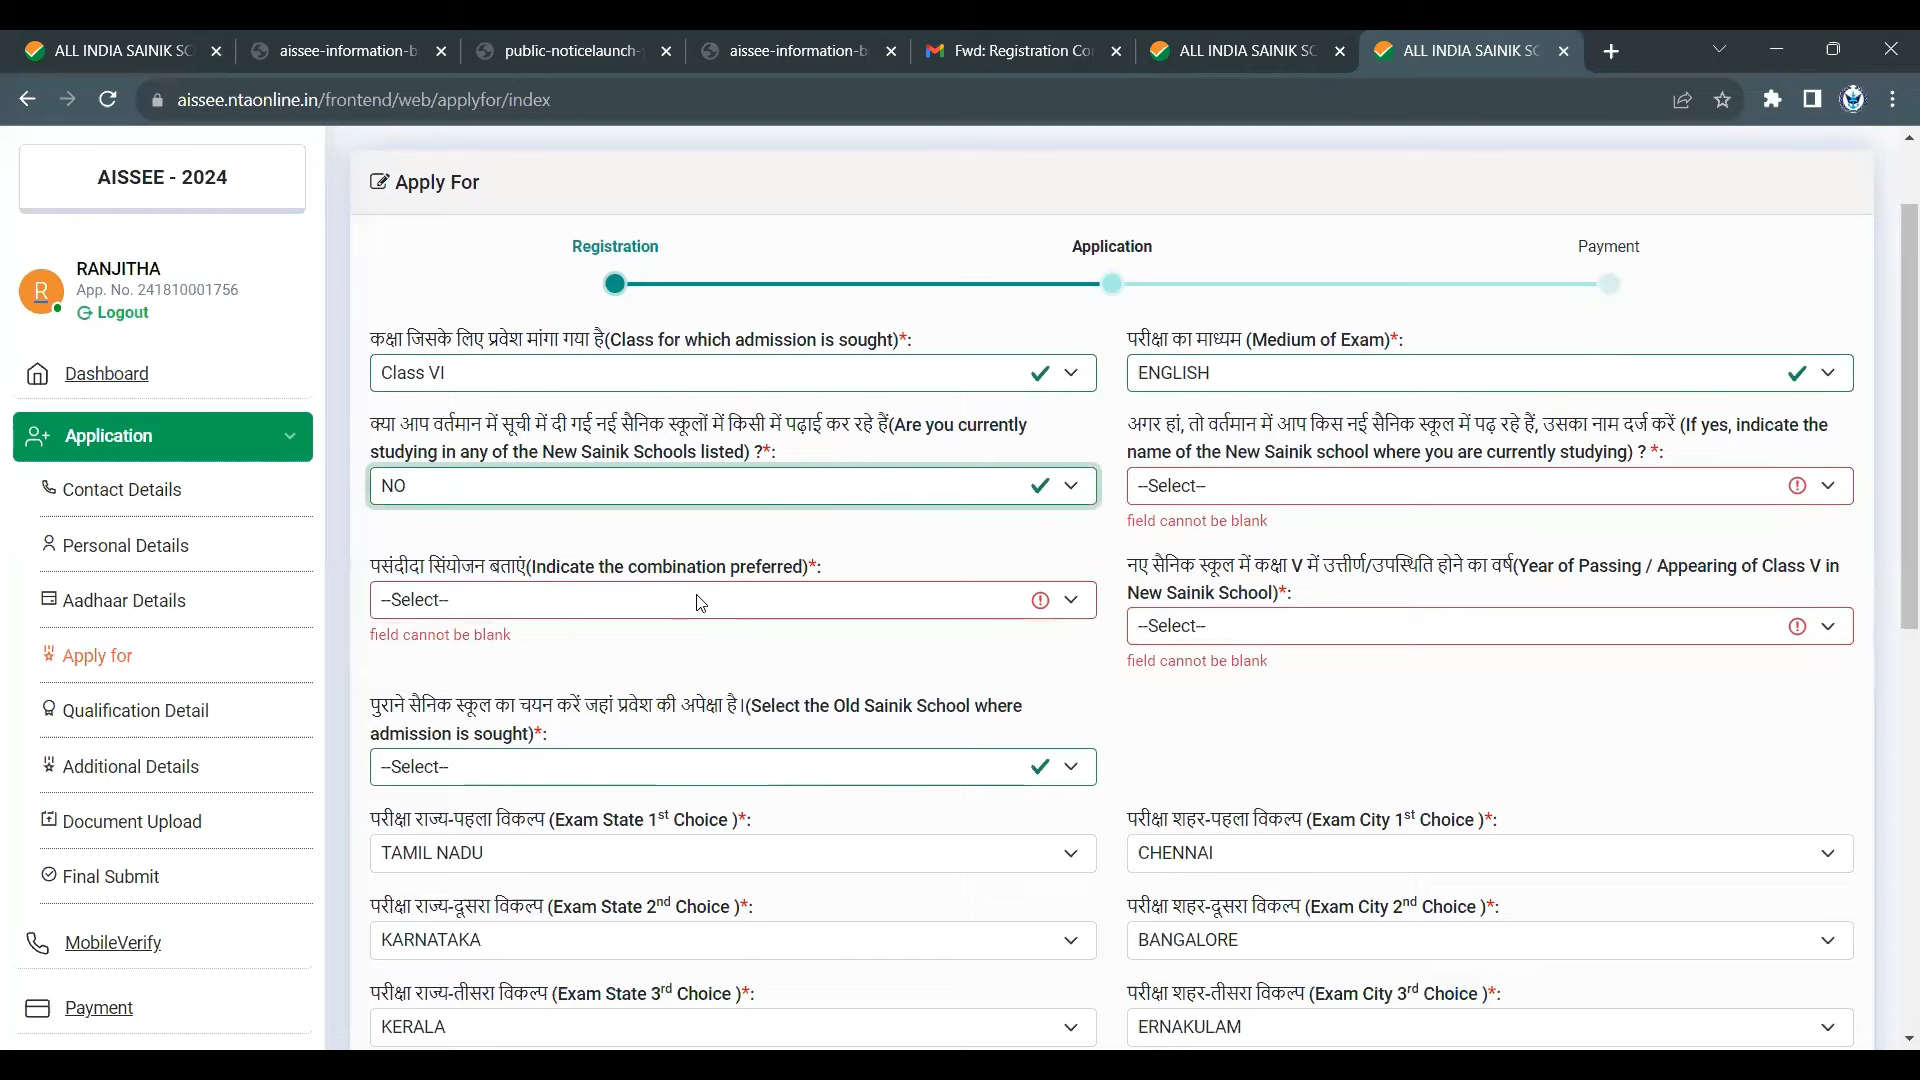 ALL INDIA SAINIK SC
aissee-information-b
public-noticelaunch-
aissee-information-b
Fwd: Registration Co
ALL INDIA SAINIK SC
ALL INDIA SAINIK SC
aissee.ntaonline.in/frontend/web/applyfor/index
AISSEE - 2024
R
RANJITHA
App. No. 241810001756
Logout
Dashboard
Application
Contact Details
Personal Details
Aadhaar Details
Apply for
Qualification Detail
Additional Details
Document Upload
Final Submit
MobileVerify
Payment
Apply For
Registration
Application
Payment
कक्षा जिसके लिए प्रवेश मांगा गया है(Class for which admission is sought)*:
Class VI
परीक्षा का माध्यम (Medium of Exam)*:
ENGLISH
क्या आप वर्तमान में सूची में दी गई नई सैनिक स्कूलों में किसी में पढ़ाई कर रहे हैं(Are you currently
studying in any of the New Sainik Schools listed) ?*:
NO
अगर हां, तो वर्तमान में आप किस नई सैनिक स्कूल में पढ़ रहे हैं, उसका नाम दर्ज करें (If yes, indicate the
name of the New Sainik school where you are currently studying) ? *:
--Select--
field cannot be blank
पसंदीदा सिंयोजन बताएं(Indicate the combination preferred)*:
--Select--
field cannot be blank
नए सैनिक स्कूल में कक्षा V में उत्तीर्ण/उपस्थिति होने का वर्ष(Year of Passing / Appearing of Class V in
New Sainik School)*:
--Select--
field cannot be blank
पुराने सैनिक स्कूल का चयन करें जहां प्रवेश की अपेक्षा है।(Select the Old Sainik School where
admission is sought)*:
--Select--
परीक्षा राज्य-पहला विकल्प (Exam State 1st Choice )*:
TAMIL NADU
परीक्षा शहर-पहला विकल्प (Exam City 1st Choice )*:
CHENNAI
परीक्षा राज्य-दूसरा विकल्प (Exam State 2nd Choice )*:
KARNATAKA
परीक्षा शहर-दूसरा विकल्प (Exam City 2nd Choice )*:
BANGALORE
परीक्षा राज्य-तीसरा विकल्प (Exam State 3rd Choice )*:
KERALA
परीक्षा शहर-तीसरा विकल्प (Exam City 3rd Choice )*:
ERNAKULAM